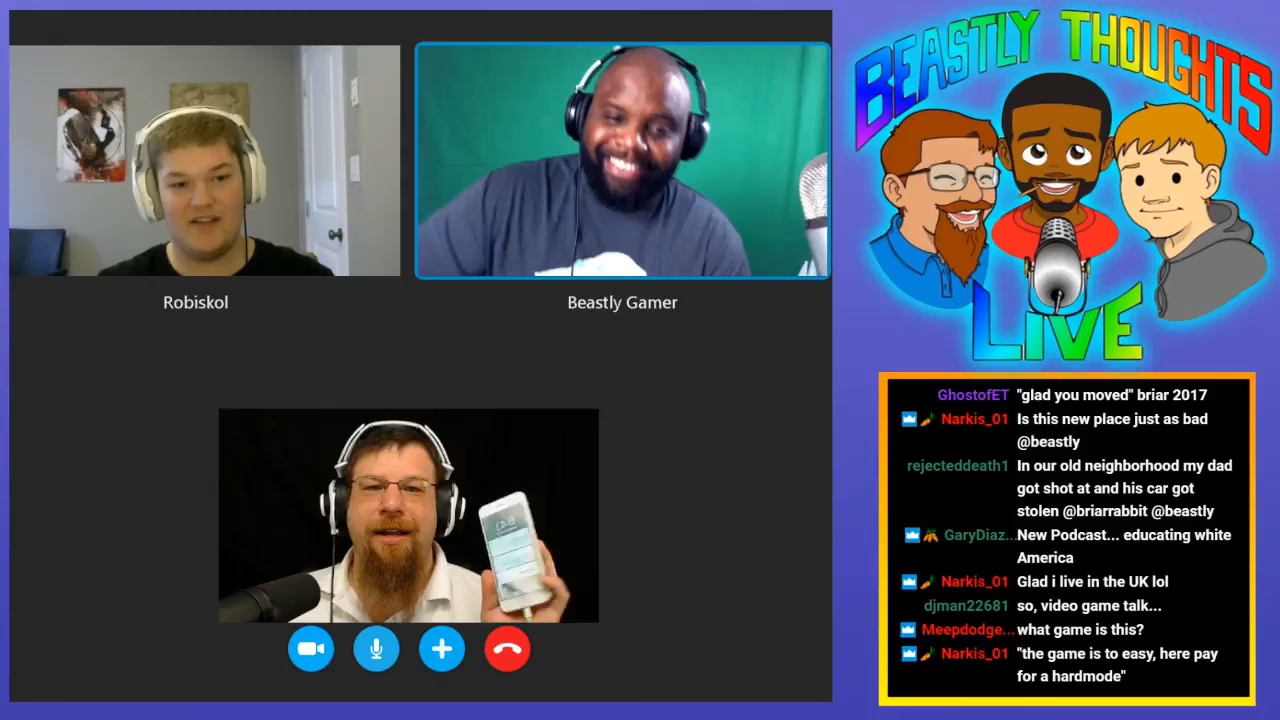 BEASTLY THOUGHTS
LIVE
Robiskol
Beastly Gamer
GhostofET "glad you moved" briar 2017
Narkis_01 Is this new place just as bad
@beastly
rejecteddeath1 In our old neighborhood my dad
got shot at and his car got
stolen @briarrabbit @beastly
GaryDiaz... New Podcast... educating white
America
Narkis_01 Glad i live in the UK lol
djman22681 so, video game talk...
Meepdodge... what game is this?
Narkis_01 "the game is to easy, here pay
for a hardmode"